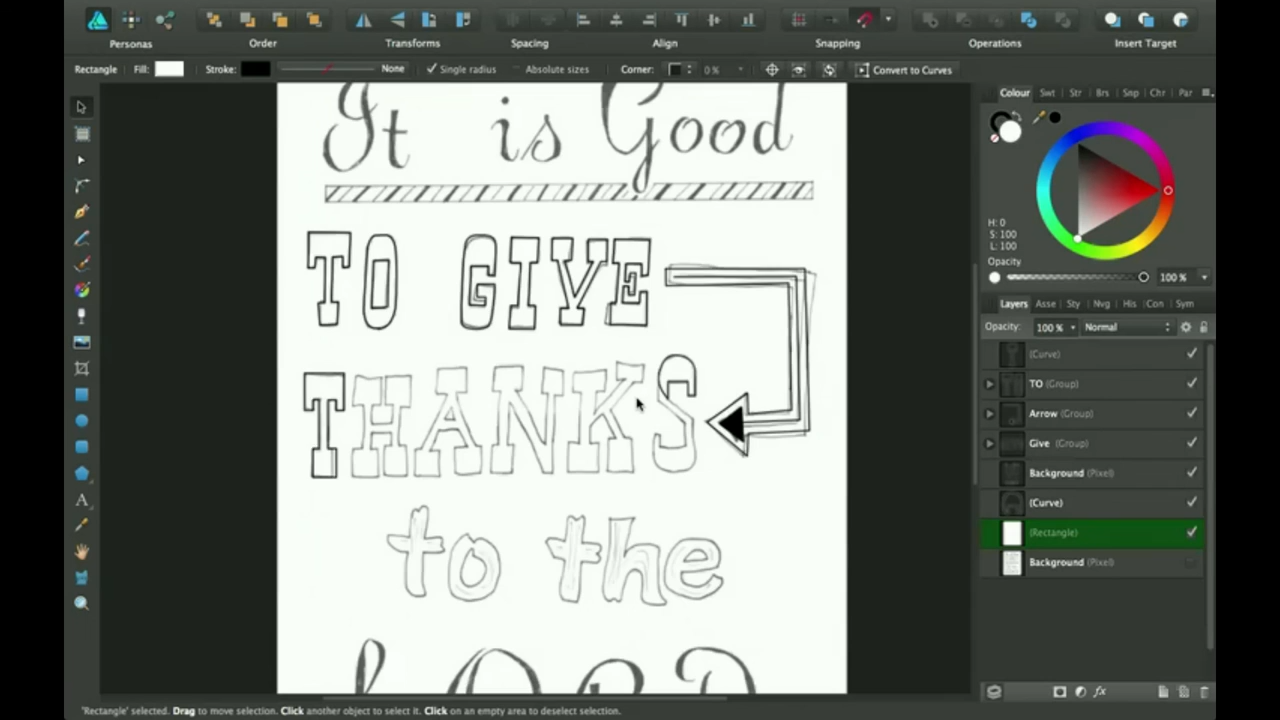 Personas Order Transforms Spacing Align Snapping Operations Insert Target
Rectangle Fill: Stroke: None Single radius Absolute sizes Corner: 0 % Convert to Curves
Colour Swt Str Brs Snp Chr Par
H: 0
S: 100
L: 100
Opacity
100 %
Layers Asse Sty Nvg His Con Sym
Opacity: 100 % Normal
(Curve)
TO (Group)
Arrow (Group)
Give (Group)
Background (Pixel)
(Curve)
(Rectangle)
Background (Pixel)
It is Good
TO GIVE
THANKS
to the
LORD
'Rectangle' selected. Drag to move selection. Click another object to select it. Click on an empty area to deselect selection.